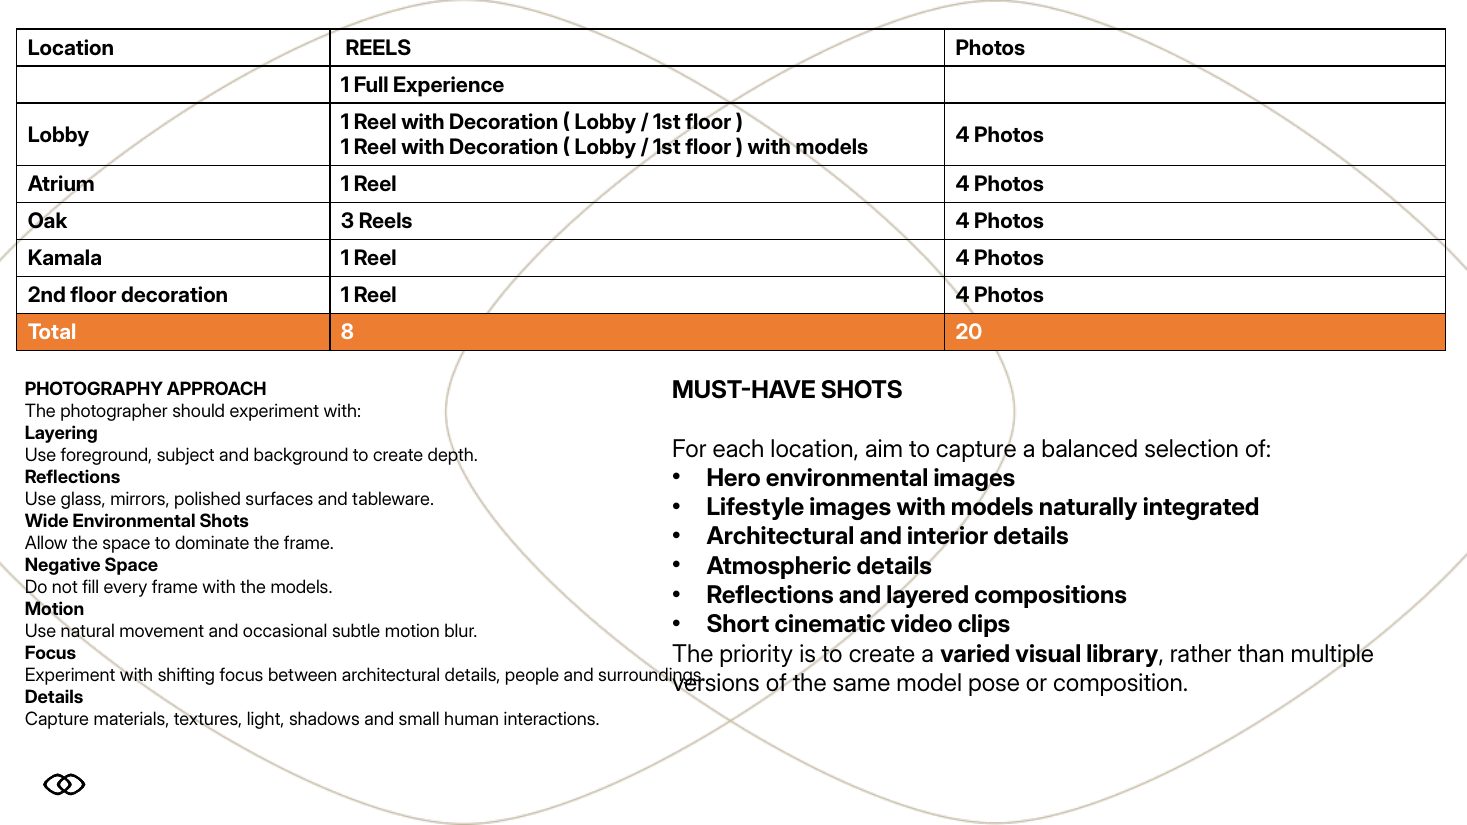 Location REELS Photos
1 Full Experience
Lobby 1 Reel with Decoration ( Lobby / 1st floor ) 4 Photos
1 Reel with Decoration ( Lobby / 1st floor ) with models
Atrium 1 Reel 4 Photos
Oak 3 Reels 4 Photos
Kamala 1 Reel 4 Photos
2nd floor decoration 1 Reel 4 Photos
Total 8 20
PHOTOGRAPHY APPROACH
The photographer should experiment with:
Layering
Use foreground, subject and background to create depth.
Reflections
Use glass, mirrors, polished surfaces and tableware.
Wide Environmental Shots
Allow the space to dominate the frame.
Negative Space
Do not fill every frame with the models.
Motion
Use natural movement and occasional subtle motion blur.
Focus
Experiment with shifting focus between architectural details, people and surroundings.
Details
Capture materials, textures, light, shadows and small human interactions.
MUST-HAVE SHOTS
For each location, aim to capture a balanced selection of:
• Hero environmental images
• Lifestyle images with models naturally integrated
• Architectural and interior details
• Atmospheric details
• Reflections and layered compositions
• Short cinematic video clips
The priority is to create a varied visual library, rather than multiple
versions of the same model pose or composition.